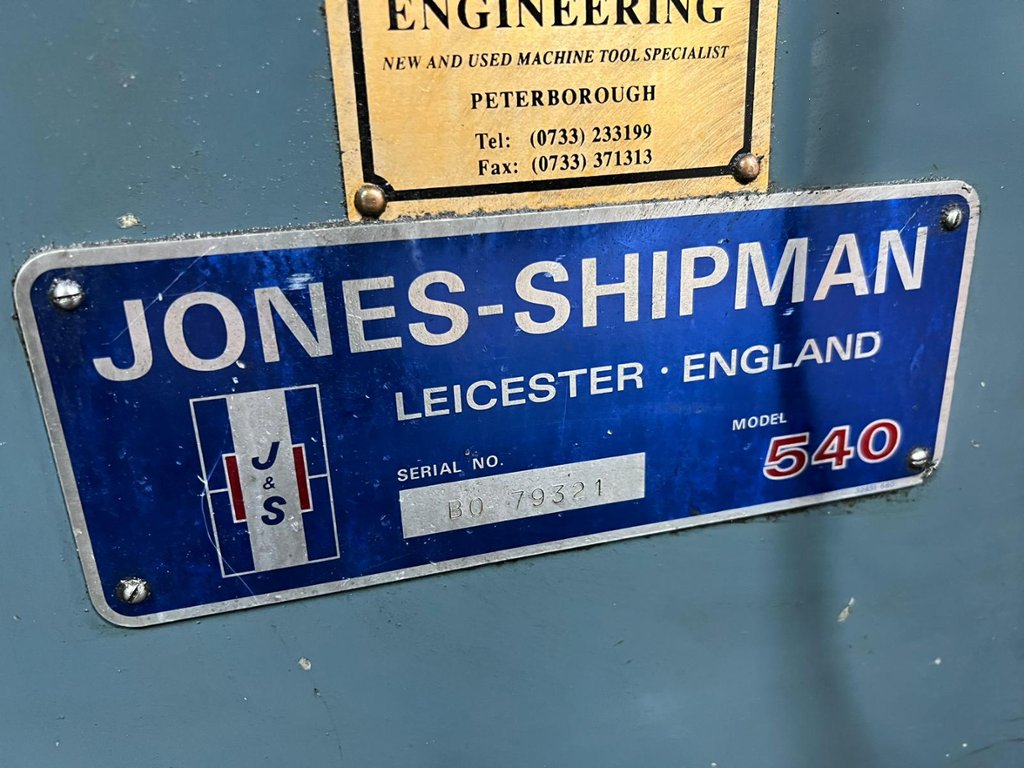 ENGINEERING
NEW AND USED MACHINE TOOL SPECIALIST
PETERBOROUGH
Tel: (0733) 233199
Fax: (0733) 371313
JONES-SHIPMAN
LEICESTER · ENGLAND
MODEL 540
SERIAL NO.
BO 79321
J
&
S